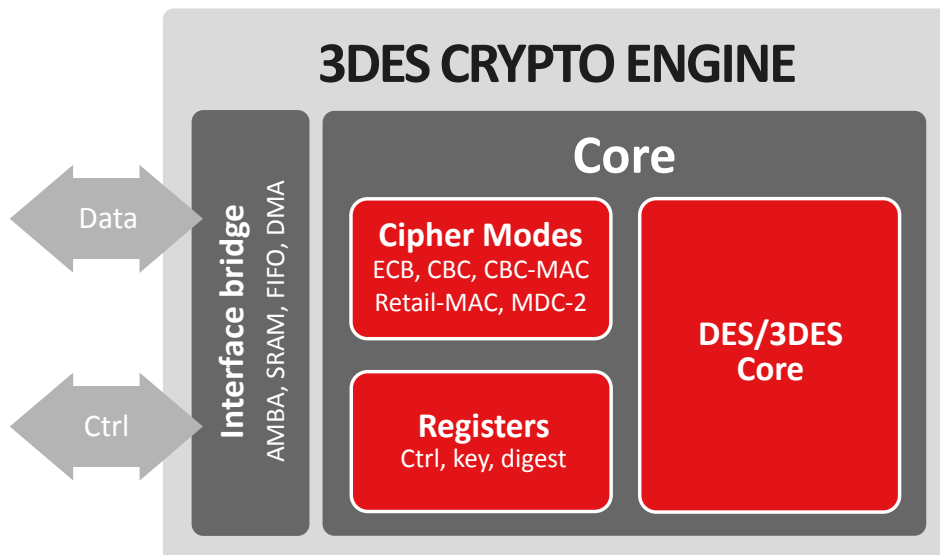 3DES CRYPTO ENGINE
Data
Ctrl
Interface bridge
AMBA, SRAM, FIFO, DMA
Core
Cipher Modes
ECB, CBC, CBC-MAC
Retail-MAC, MDC-2
Registers
Ctrl, key, digest
DES/3DES
Core